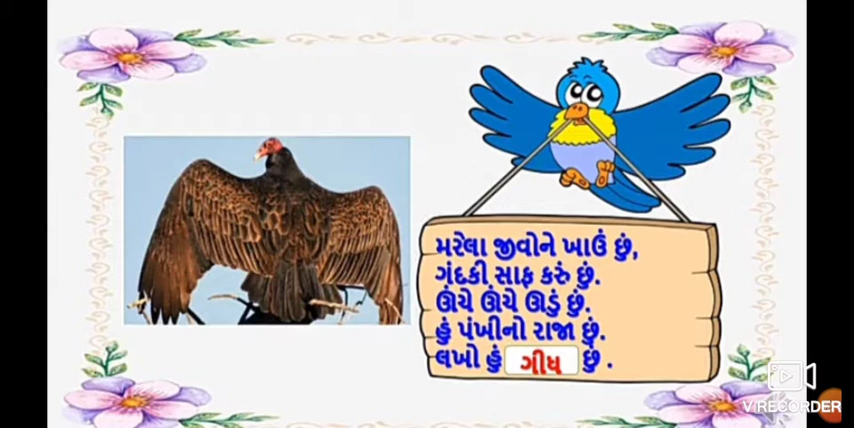 મરેલા જીવોને ખાઉં છું,
ગંદકી સાફ કરું છું.
ઊંચે ઊંચે ઊડું છું.
હું પંખીનો રાજા છું.
લખો હું ગીધ છું .
ViRECORDER